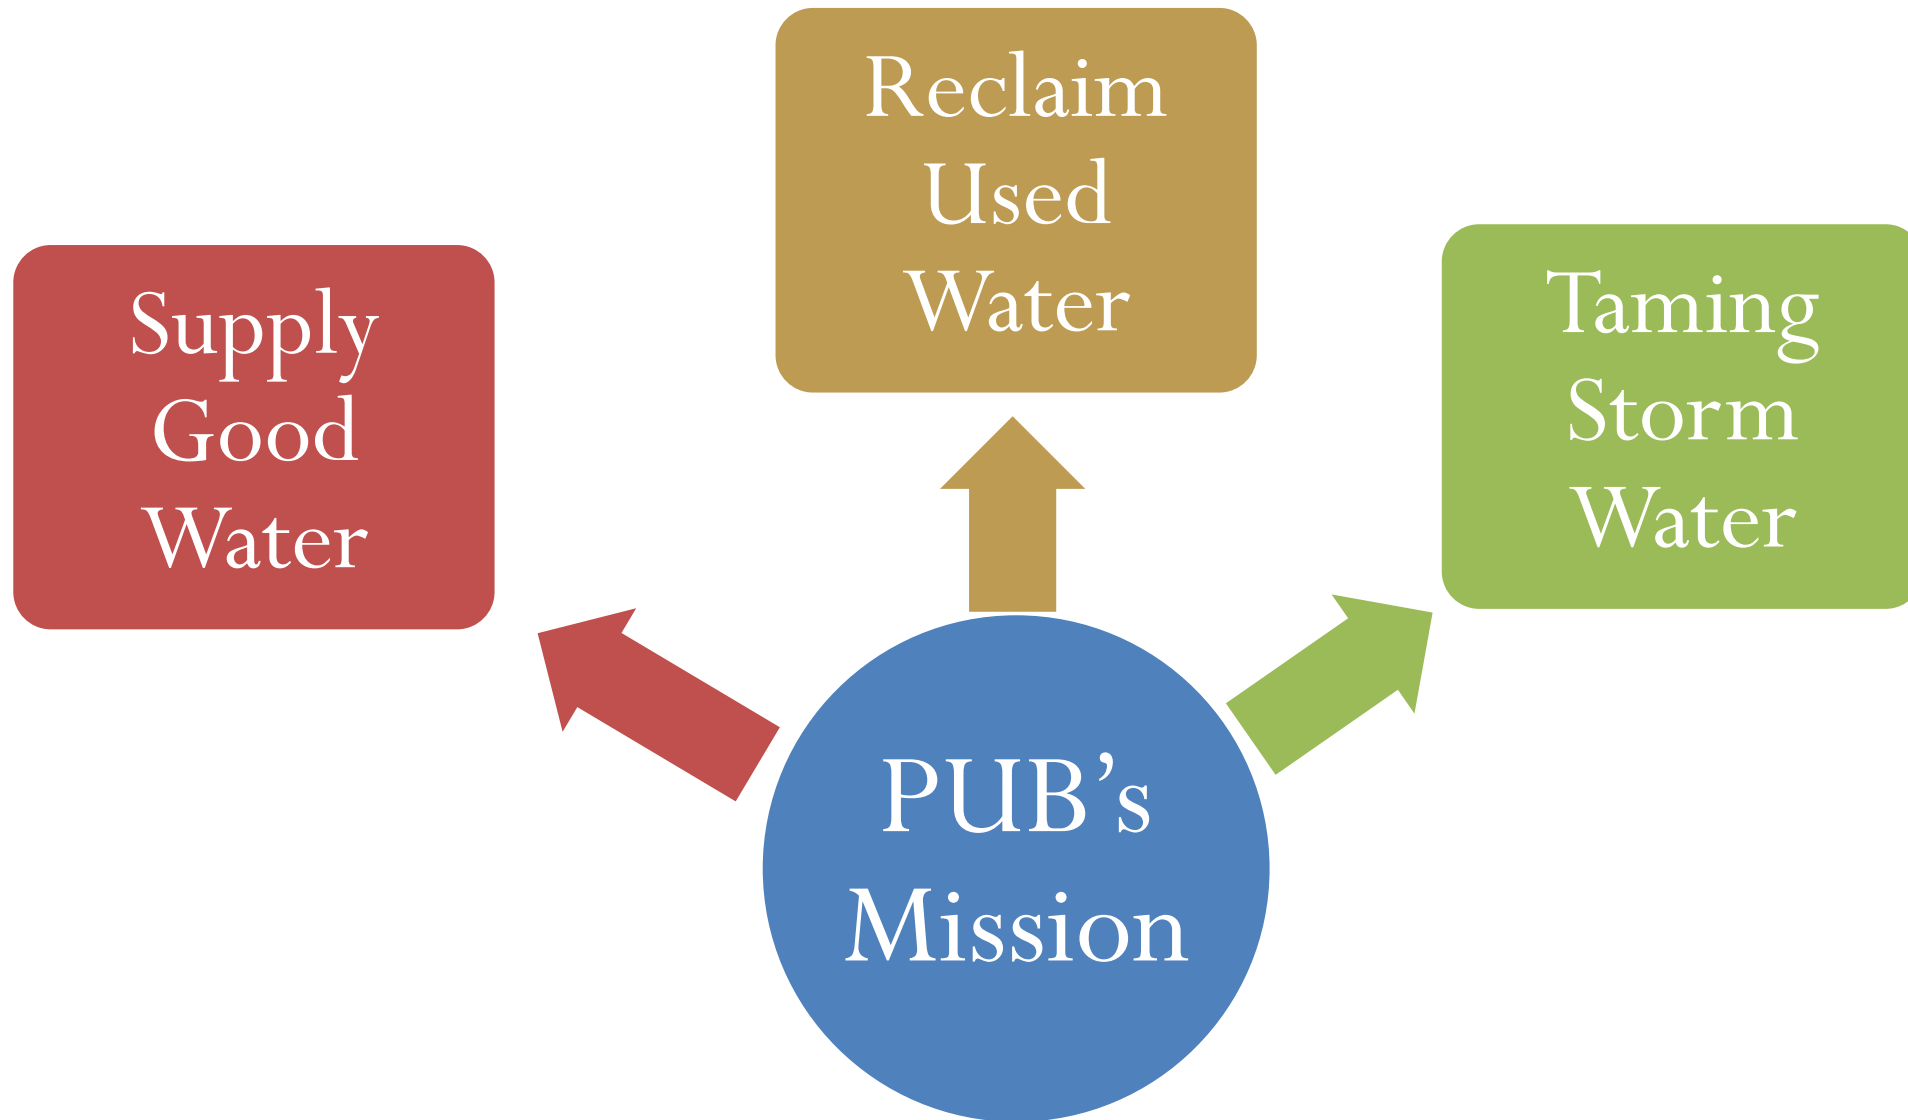 Supply
Good
Water
Reclaim
Used
Water
Taming
Storm
Water
PUB’s
Mission